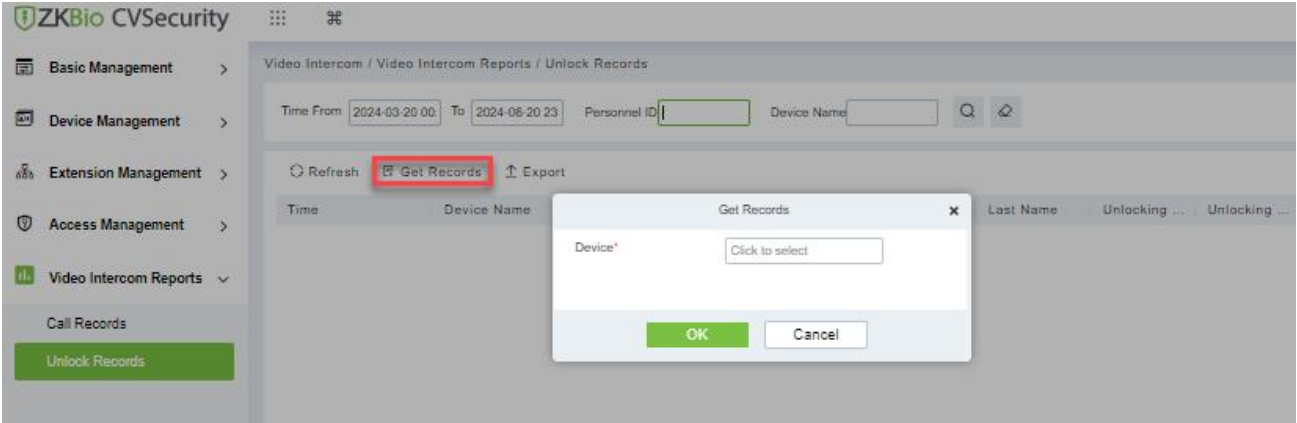 ZKBio CVSecurity
Basic Management
Device Management
Extension Management
Access Management
Video Intercom Reports
Call Records
Unlock Records
Video Intercom / Video Intercom Reports / Unlock Records
Time From 2024-03-20 00: To 2024-06-20 23 Personnel ID Device Name
Refresh Get Records Export
Time Device Name Last Name Unlocking ... Unlocking ...
Get Records
Device* Click to select
OK Cancel